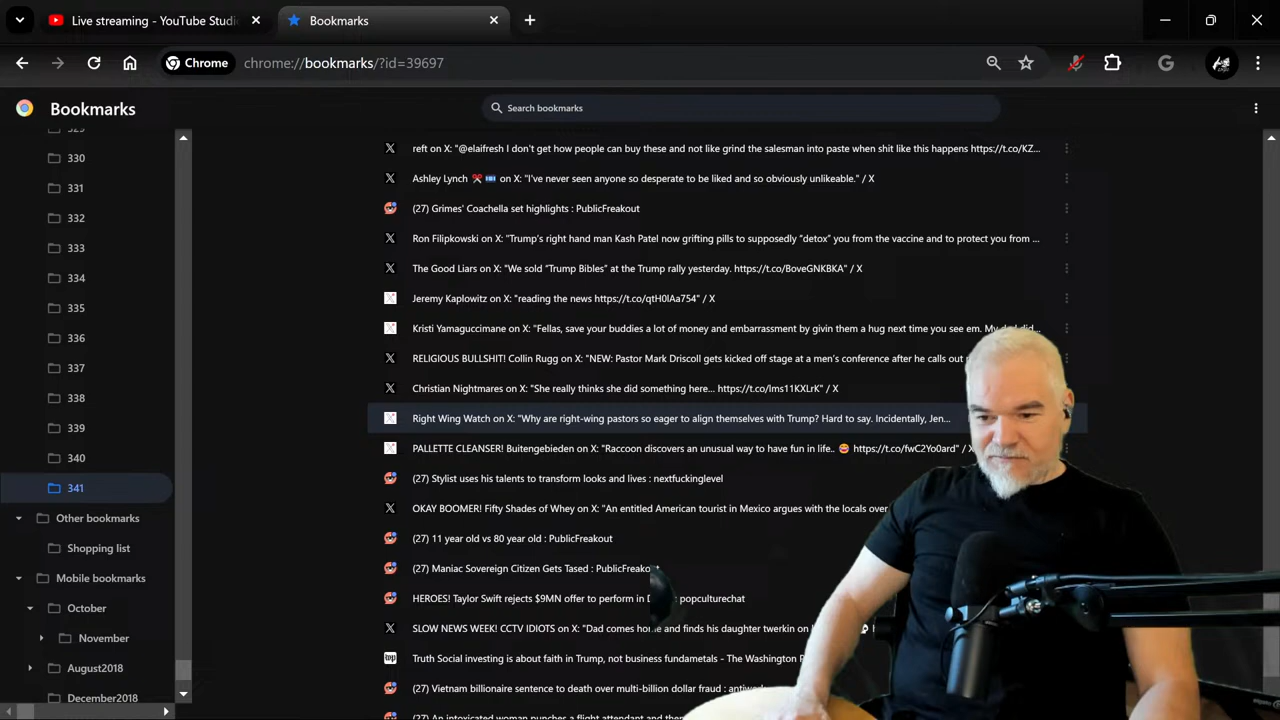 Live streaming - YouTube Studi
Bookmarks
Chrome
chrome://bookmarks/?id=39697
Bookmarks
Search bookmarks
329
330
331
332
333
334
335
336
337
338
339
340
341
Other bookmarks
Shopping list
Mobile bookmarks
October
November
August2018
December2018
reft on X: "@elaifresh I don't get how people can buy these and not like grind the salesman into paste when shit like this happens https://t.co/KZ...
Ashley Lynch on X: "I've never seen anyone so desperate to be liked and so obviously unlikeable." / X
(27) Grimes' Coachella set highlights : PublicFreakout
Ron Filipkowski on X: "Trump's right hand man Kash Patel now grifting pills to supposedly "detox" you from the vaccine and to protect you from ...
The Good Liars on X: "We sold "Trump Bibles" at the Trump rally yesterday. https://t.co/BoveGNKBKA" / X
Jeremy Kaplowitz on X: "reading the news https://t.co/qtH0lAa754" / X
Kristi Yamaguccimane on X: "Fellas, save your buddies a lot of money and embarrassment by givin them a hug next time you see em. My dad did...
RELIGIOUS BULLSHIT! Collin Rugg on X: "NEW: Pastor Mark Driscoll gets kicked off stage at a men's conference after he calls out
Christian Nightmares on X: "She really thinks she did something here... https://t.co/lms11KXLrK" / X
Right Wing Watch on X: "Why are right-wing pastors so eager to align themselves with Trump? Hard to say. Incidentally, Jen...
PALLETTE CLEANSER! Buitengebieden on X: "Raccoon discovers an unusual way to have fun in life.. 😂 https://t.co/fwC2Yo0ard" / X
(27) Stylist uses his talents to transform looks and lives : nextfuckinglevel
OKAY BOOMER! Fifty Shades of Whey on X: "An entitled American tourist in Mexico argues with the locals over
(27) 11 year old vs 80 year old : PublicFreakout
(27) Maniac Sovereign Citizen Gets Tased : PublicFreakout
HEROES! Taylor Swift rejects $9MN offer to perform in popculturechat
SLOW NEWS WEEK! CCTV IDIOTS on X: "Dad comes home and finds his daughter twerkin on
Truth Social investing is about faith in Trump, not business fundametals - The Washington
(27) Vietnam billionaire sentence to death over multi-billion dollar fraud :
(27) An intoxicated woman punches a flight attendant and